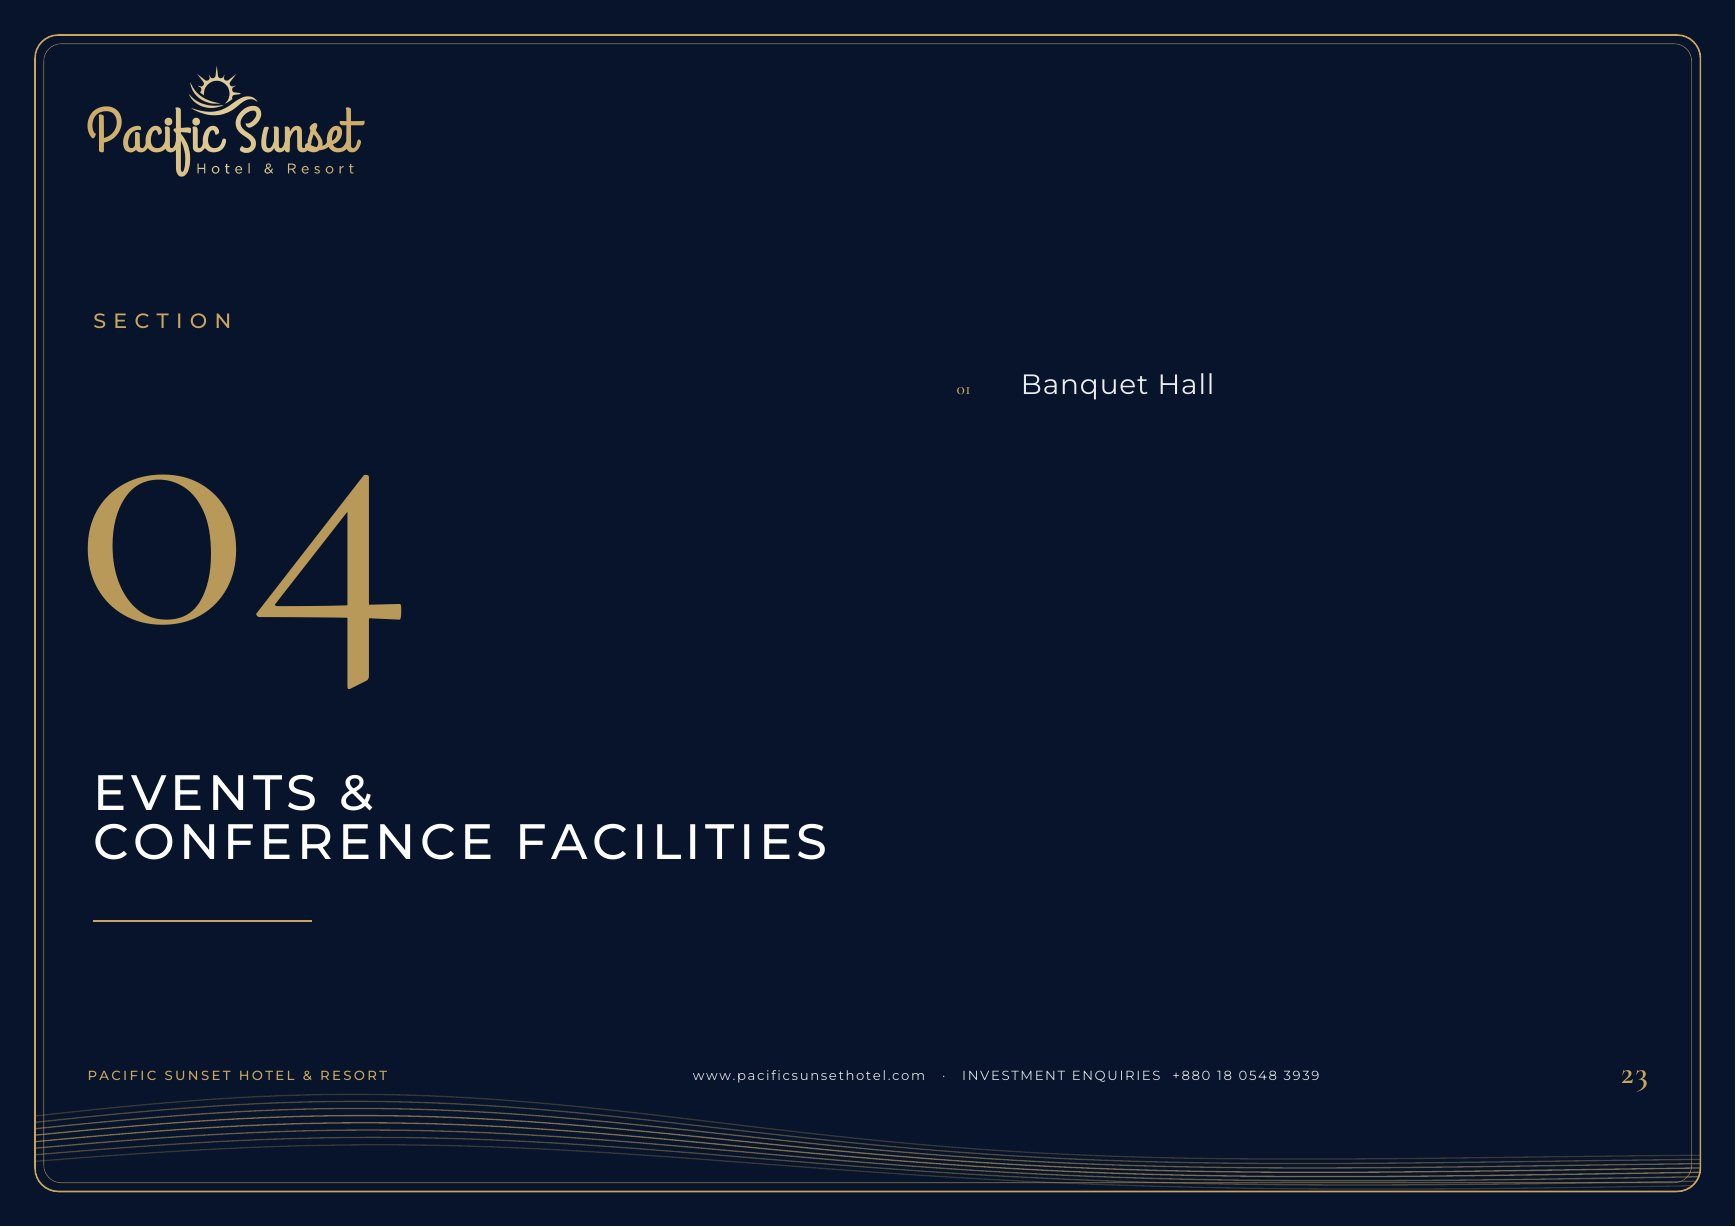 Pacific Sunset
Hotel & Resort
SECTION
04
EVENTS &
CONFERENCE FACILITIES
01 Banquet Hall
PACIFIC SUNSET HOTEL & RESORT
www.pacificsunsethotel.com · INVESTMENT ENQUIRIES +880 18 0548 3939
23